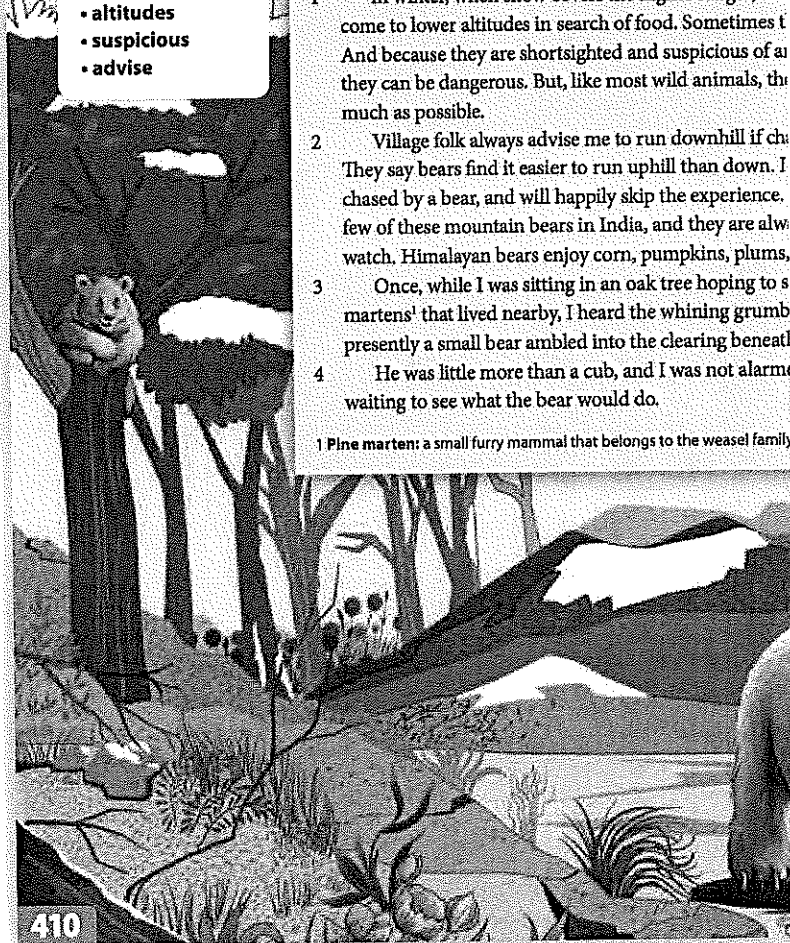 • altitudes
• suspicious
• advise
1
come to lower altitudes in search of food. Sometimes t
And because they are shortsighted and suspicious of
they can be dangerous. But, like most wild animals,
much as possible.
2 Village folk always advise me to run downhill if
They say bears find it easier to run uphill than down. I
chased by a bear, and will happily skip the experience.
few of these mountain bears in India, and they are
watch. Himalayan bears enjoy corn, pumpkins, plums,
3 Once, while I was sitting in an oak tree hoping to s
martens¹ that lived nearby, I heard the whining grumb
presently a small bear ambled into the clearing beneat
4 He was little more than a cub, and I was not alarm
waiting to see what the bear would do.
1 Pine marten: a small furry mammal that belongs to the weasel family
410